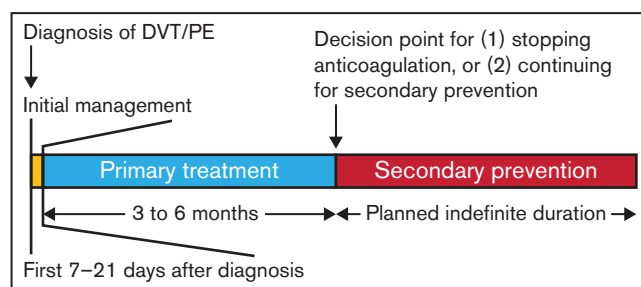 Diagnosis of DVT/PE
Decision point for (1) stopping
anticoagulation, or (2) continuing
for secondary prevention
Initial management
Primary treatment
Secondary prevention
3 to 6 months
Planned indefinite duration
First 7–21 days after diagnosis